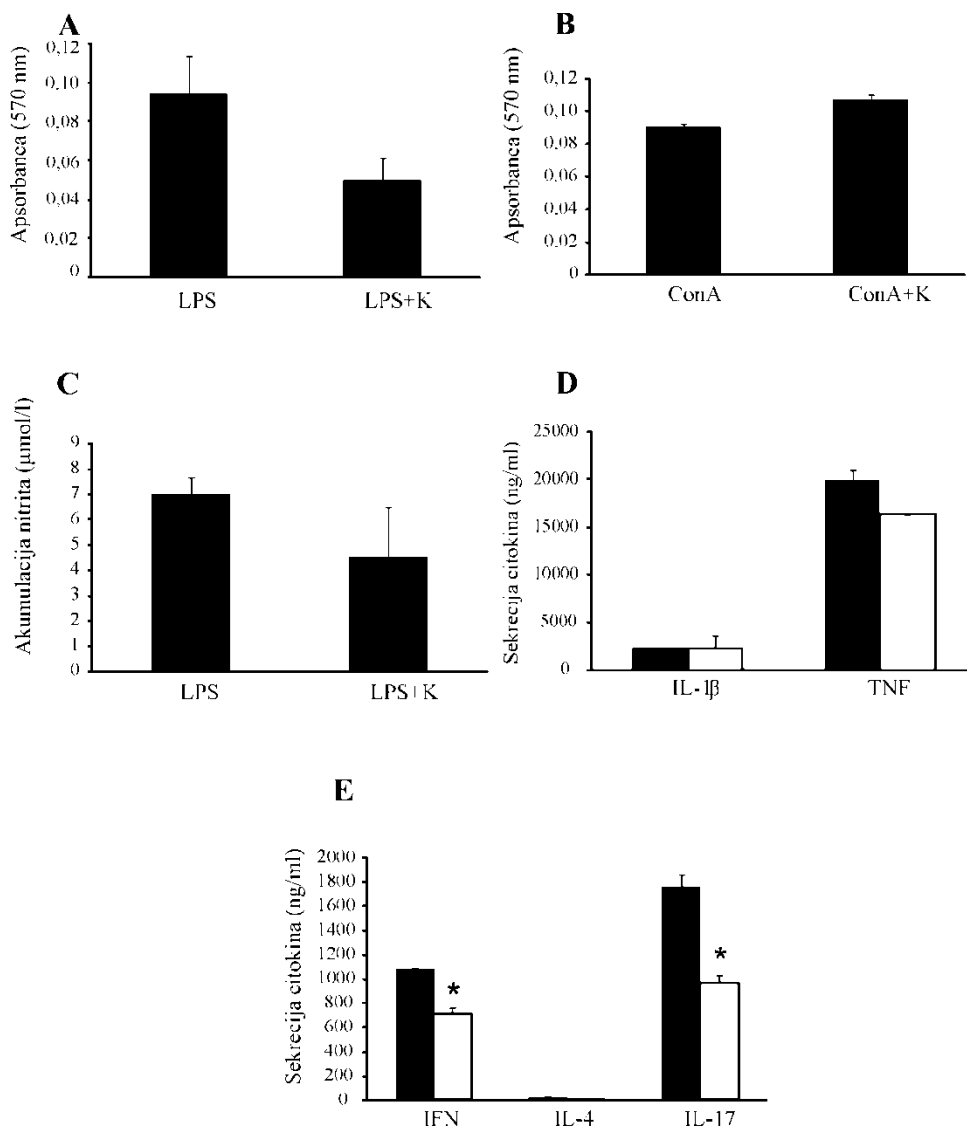 A
Apsorbanca (570 nm)
0,12
0,10
0,08
0,06
0,04
0,02
0
LPS LPS+K
B
Apsorbanca (570 nm)
0,12
0,10
0,08
0,06
0,04
0,02
0
ConA ConA+K
C
Akumulacija nitrita (μmol/l)
9
8
7
6
5
4
3
2
1
0
LPS LPS+K
D
Sekrecija citokina (ng/ml)
25000
20000
15000
10000
5000
0
IL-1β TNF
E
Sekrecija citokina (ng/ml)
2000
1800
1600
1400
1200
1000
800
600
400
200
0
* *
IFN IL-4 IL-17